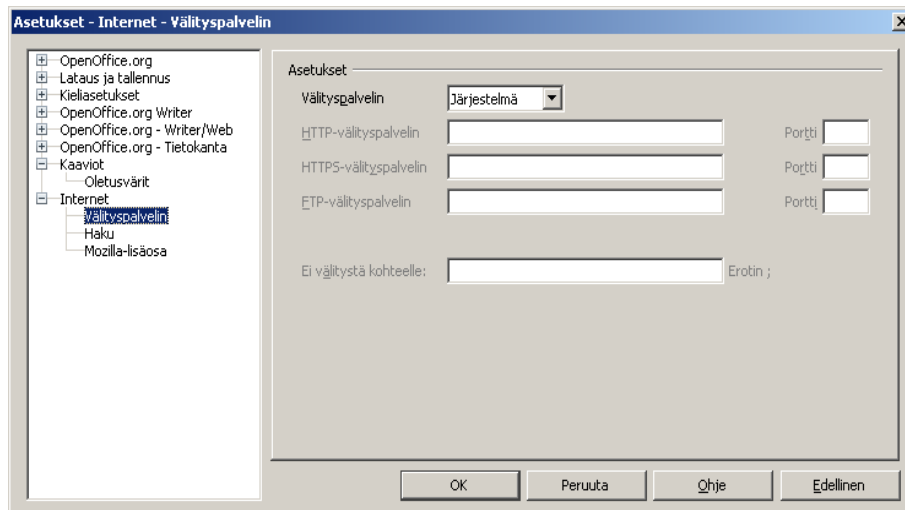 Asetukset - Internet - Välityspalvelin
OpenOffice.org
Lataus ja tallennus
Kieliasetukset
OpenOffice.org Writer
OpenOffice.org - Writer/Web
OpenOffice.org - Tietokanta
Kaaviot
Oletusvärit
Internet
Välityspalvelin
Haku
Mozilla-lisäosa
Asetukset
Välityspalvelin Järjestelmä
HTTP-välityspalvelin Portti
HTTPS-välityspalvelin Portti
FTP-välityspalvelin Portti
Ei välitystä kohteelle: Erotin ;
OK Peruuta Ohje Edellinen